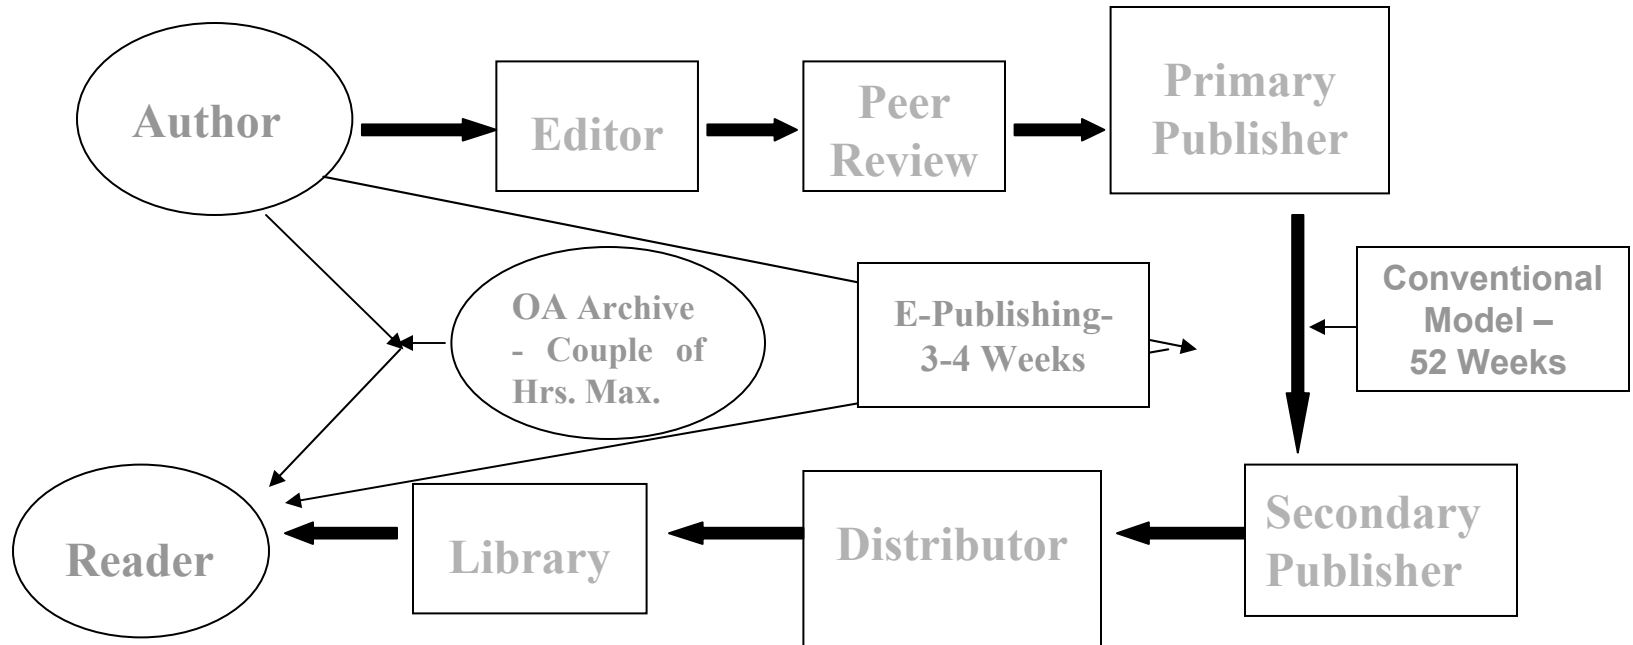 Author
Editor
Peer
Review
Primary
Publisher
OA Archive
- Couple of
Hrs. Max.
E-Publishing-
3-4 Weeks
Conventional
Model –
52 Weeks
Reader
Library
Distributor
Secondary
Publisher